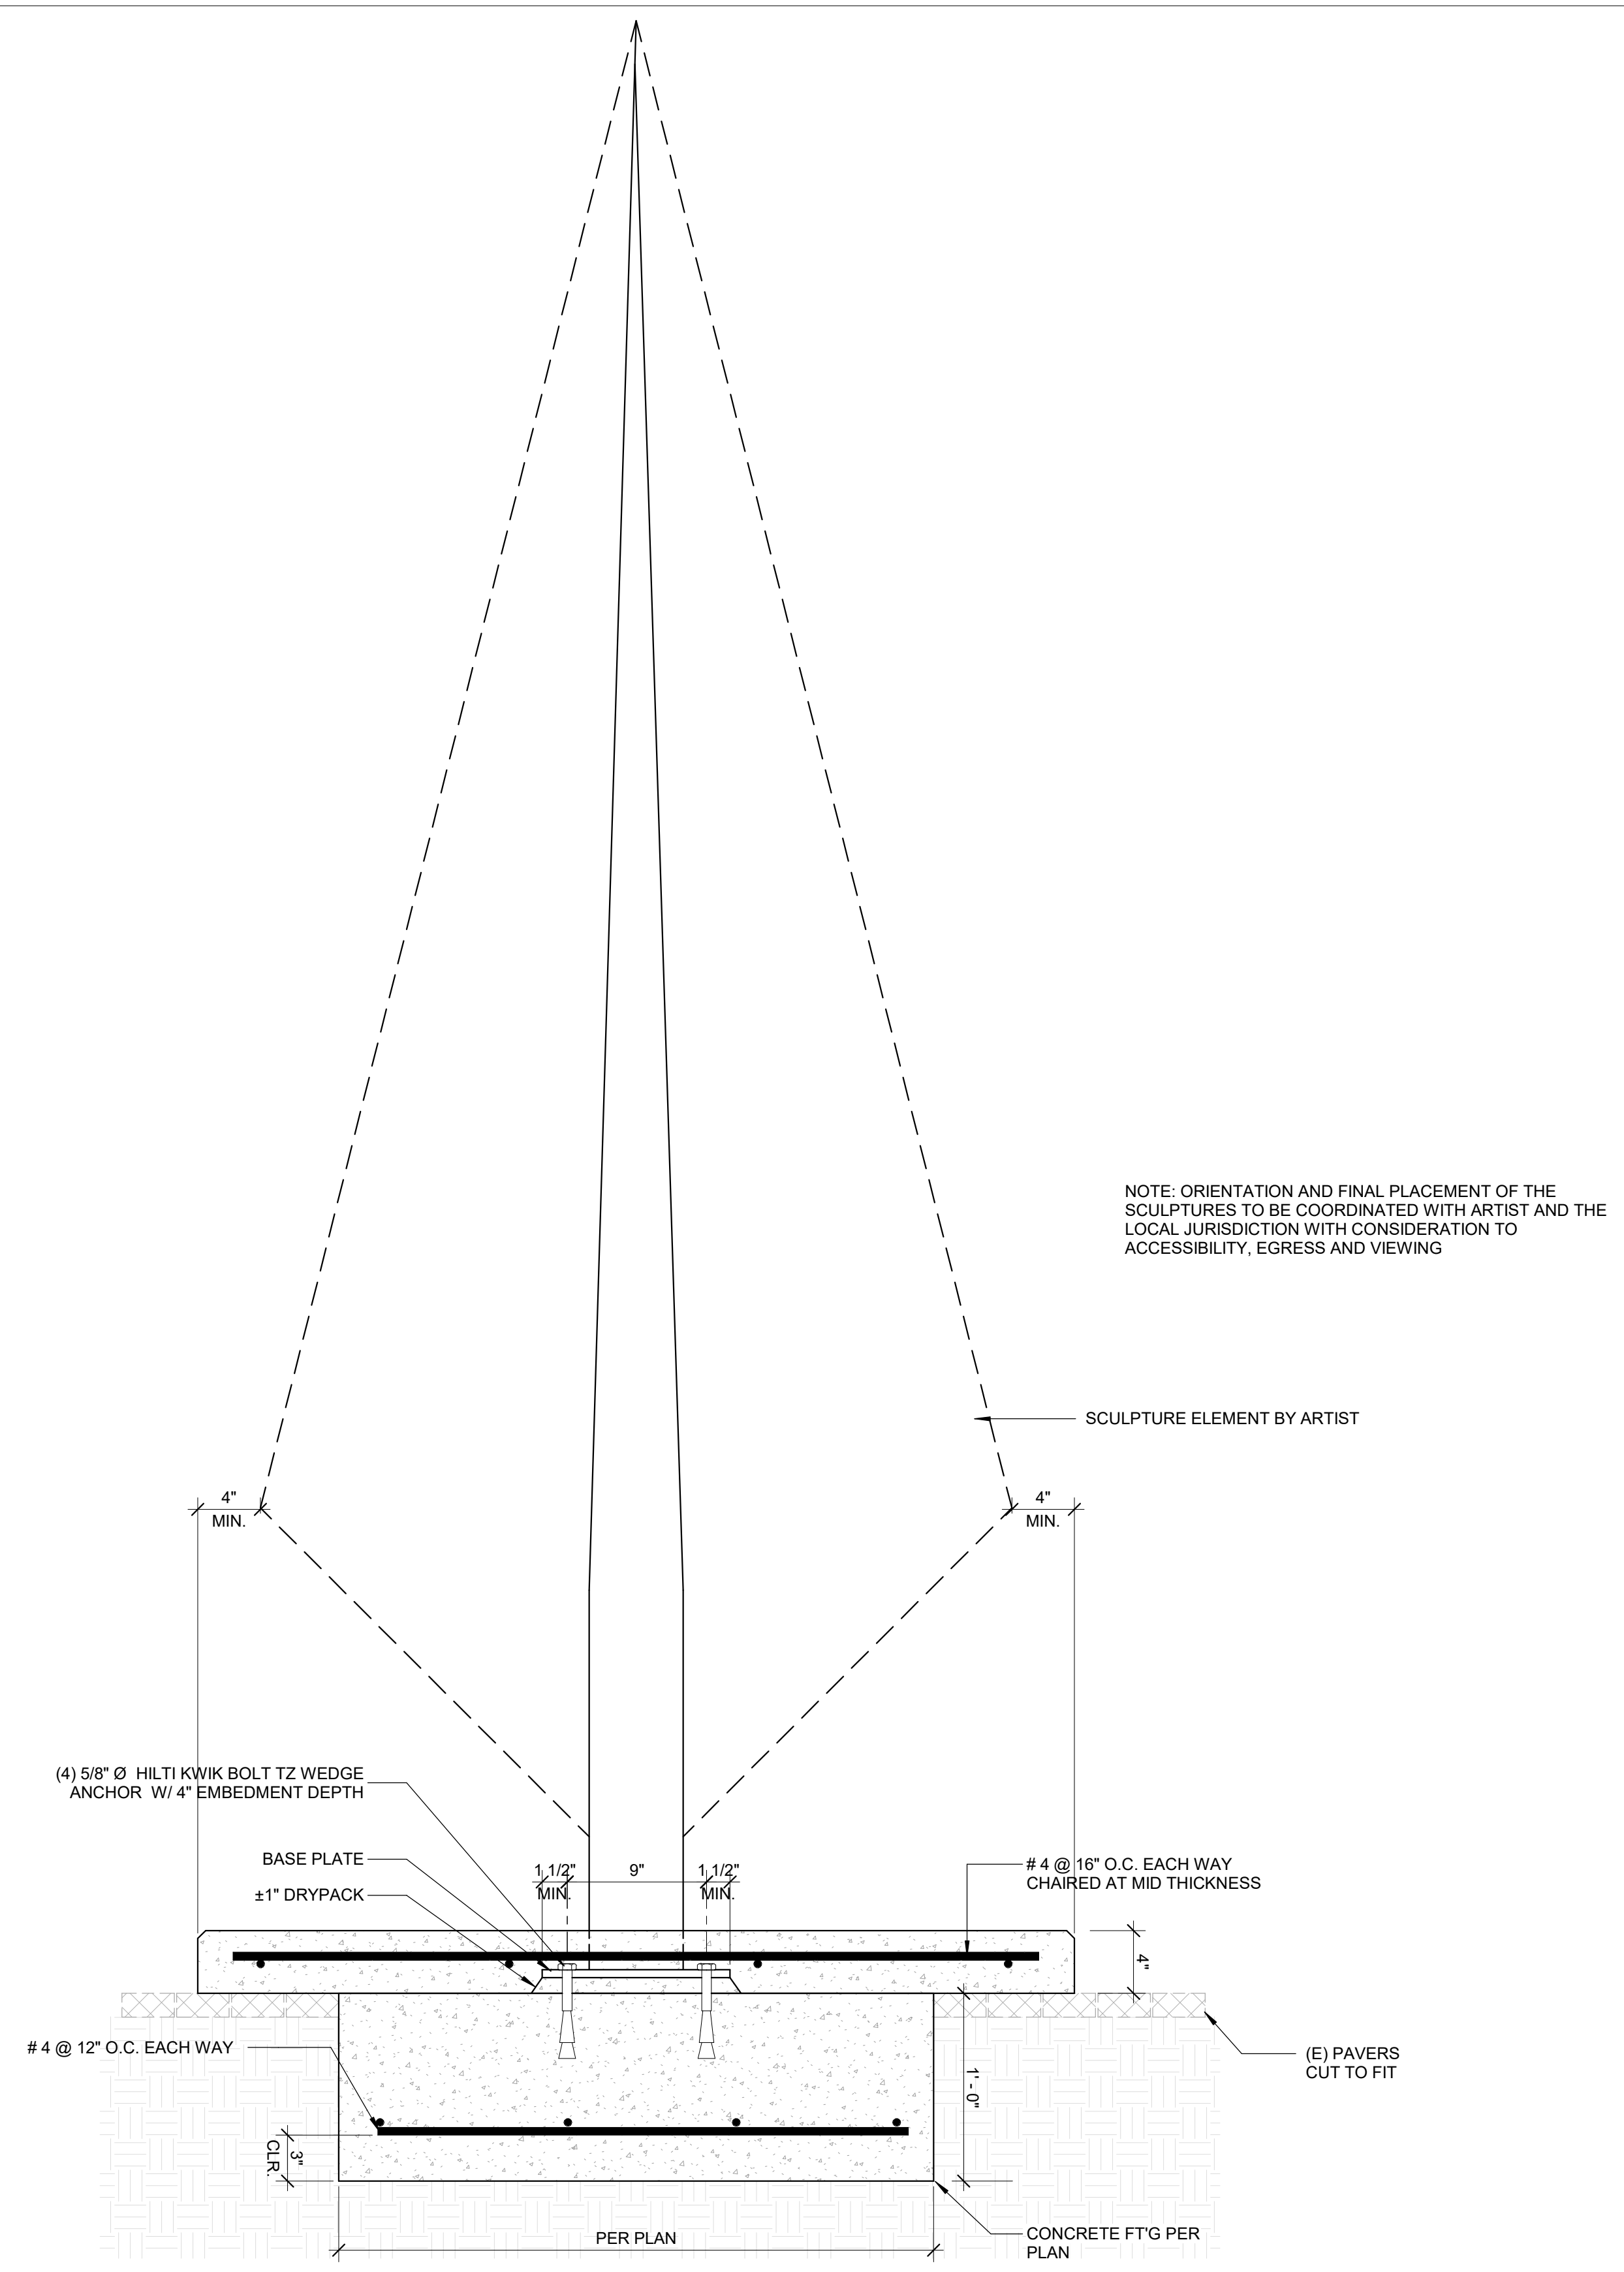 NOTE: ORIENTATION AND FINAL PLACEMENT OF THE
SCULPTURES TO BE COORDINATED WITH ARTIST AND THE
LOCAL JURISDICTION WITH CONSIDERATION TO
ACCESSIBILITY, EGRESS AND VIEWING
SCULPTURE ELEMENT BY ARTIST
4"
MIN.
4"
MIN.
(4) 5/8" Ø HILTI KWIK BOLT TZ WEDGE
ANCHOR W/ 4" EMBEDMENT DEPTH
BASE PLATE
±1" DRYPACK
1 1/2"
MIN.
9"
1 1/2"
MIN.
# 4 @ 16" O.C. EACH WAY
CHAIRED AT MID THICKNESS
4"
# 4 @ 12" O.C. EACH WAY
(E) PAVERS
CUT TO FIT
1' - 0"
3"
CLR.
PER PLAN
CONCRETE FT'G PER
PLAN